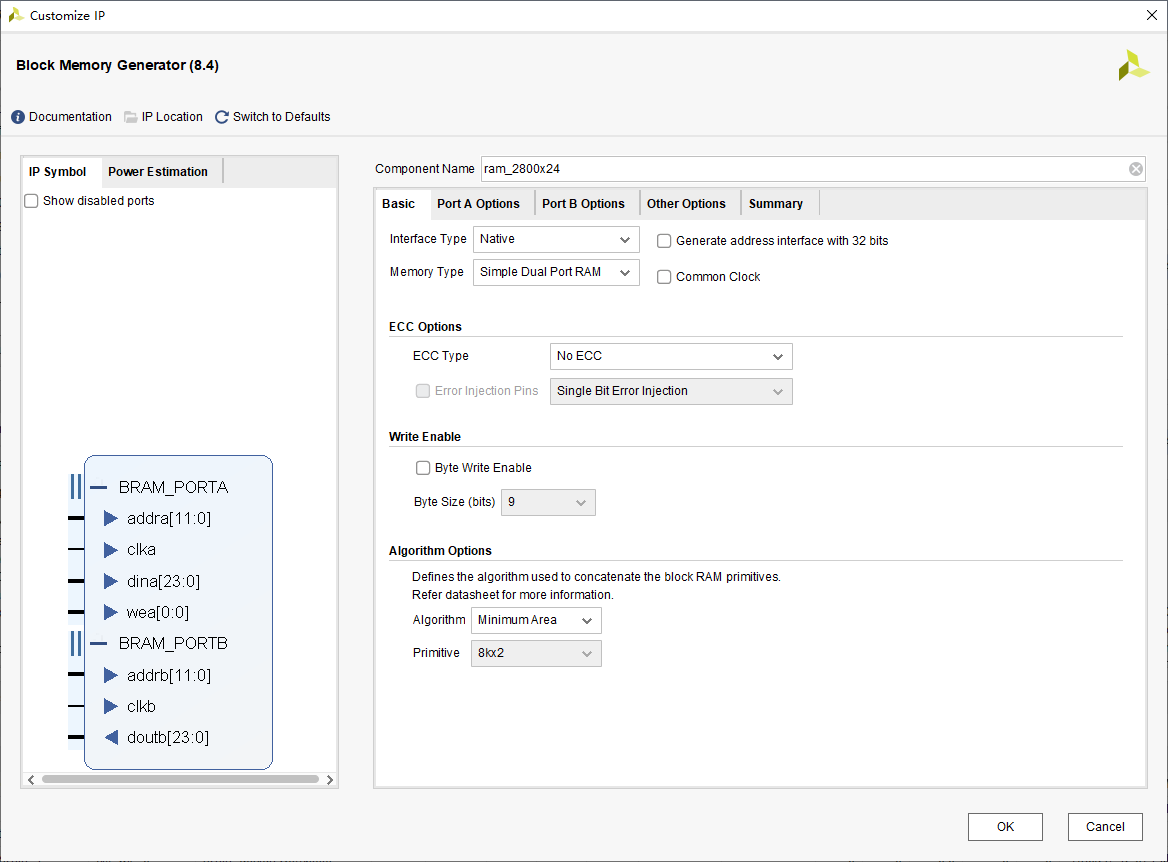 Customize IP
Block Memory Generator (8.4)
Documentation IP Location Switch to Defaults
IP Symbol Power Estimation
Show disabled ports
BRAM_PORTA
addra[11:0]
clka
dina[23:0]
wea[0:0]
BRAM_PORTB
addrb[11:0]
clkb
doutb[23:0]
Component Name ram_2800x24
Basic Port A Options Port B Options Other Options Summary
Interface Type Native Generate address interface with 32 bits
Memory Type Simple Dual Port RAM Common Clock
ECC Options
ECC Type No ECC
Error Injection Pins Single Bit Error Injection
Write Enable
Byte Write Enable
Byte Size (bits) 9
Algorithm Options
Defines the algorithm used to concatenate the block RAM primitives.
Refer datasheet for more information.
Algorithm Minimum Area
Primitive 8kx2
OK Cancel